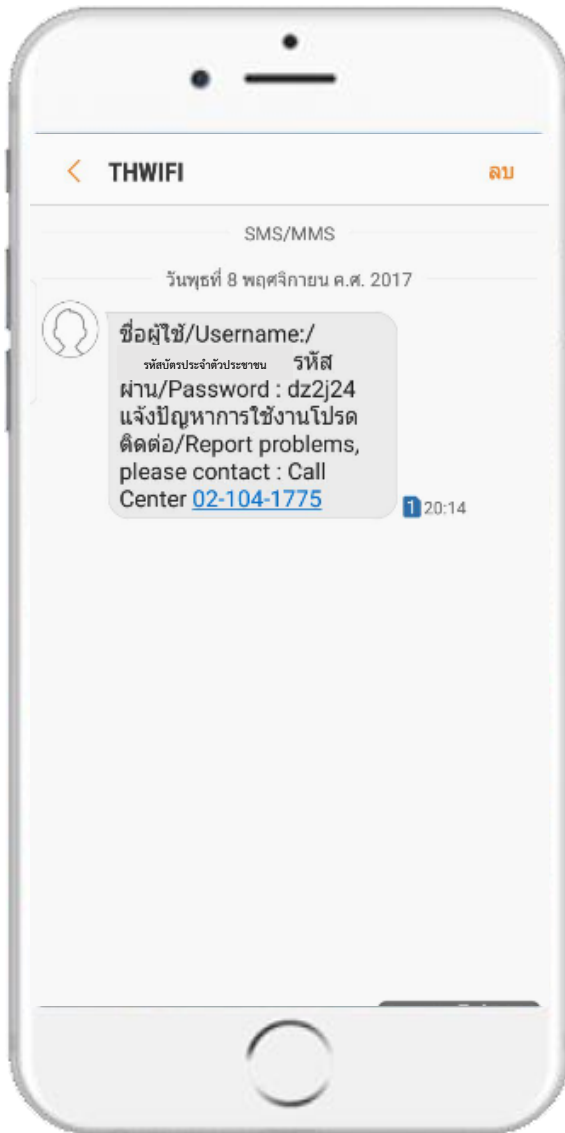 THWIFI
ลบ
SMS/MMS
วันพุธที่ 8 พฤศจิกายน ค.ศ. 2017
ชื่อผู้ใช้/Username:/
รหัสบัตรประจำตัวประชาชน รหัส
ผ่าน/Password : dz2j24
แจ้งปัญหาการใช้งานโปรด
ติดต่อ/Report problems,
please contact : Call
Center 02-104-1775
1 20:14